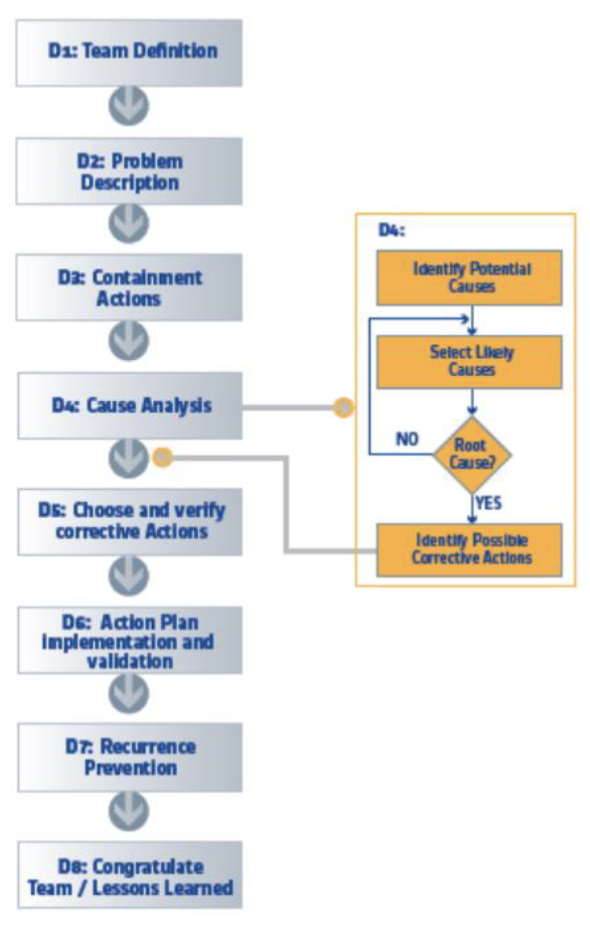 D1: Team Definition
D2: Problem
Description
D3: Containment
Actions
D4: Cause Analysis
D5: Choose and verify
corrective Actions
D6: Action Plan
implementation and
validation
D7: Recurrence
Prevention
D8: Congratulate
Team / Lessons Learned
D4:
Identify Potential
Causes
Select Likely
Causes
Root
Cause?
NO
YES
Identify Possible
Corrective Actions